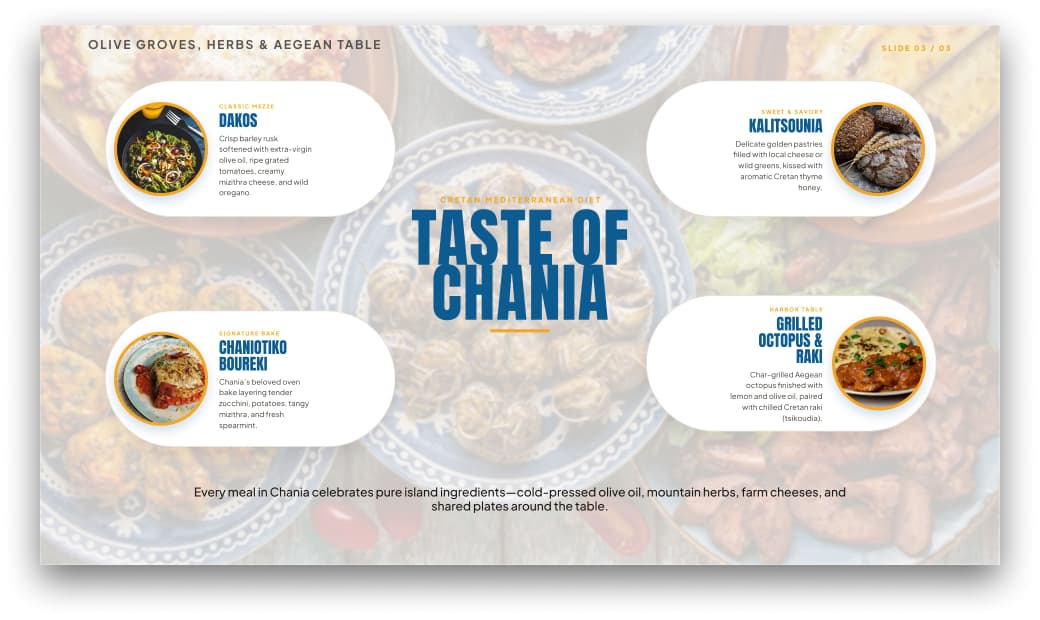 OLIVE GROVES, HERBS & AEGEAN TABLE
SLIDE 03 / 03
CLASSIC MEZZE
DAKOS
Crisp barley rusk
softened with extra-virgin
olive oil, ripe grated
tomatoes, creamy
mizithra cheese, and wild
oregano.
SWEET & SAVORY
KALITSOUNIA
Delicate golden pastries
filled with local cheese or
wild greens, kissed with
aromatic Cretan thyme
honey.
CRETAN MEDITERRANEAN DIET
TASTE OF
CHANIA
SIGNATURE BAKE
CHANIOTIKO
BOUREKI
Chania's beloved oven
bake layering tender
zucchini, potatoes, tangy
mizithra, and fresh
spearmint.
HARBOR TABLE
GRILLED
OCTOPUS &
RAKI
Char-grilled Aegean
octopus finished with
lemon and olive oil, paired
with chilled Cretan raki
(tsikoudia).
Every meal in Chania celebrates pure island ingredients—cold-pressed olive oil, mountain herbs, farm cheeses, and
shared plates around the table.